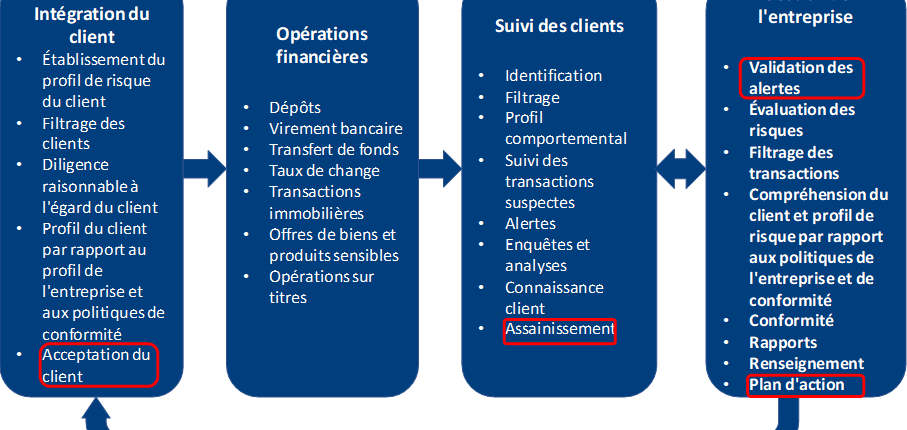 Intégration du
client
• Établissement du
profil de risque
du client
• Filtrage des
clients
• Diligence
raisonnable à
l'égard du client
• Profil du client
par rapport au
profil de
l'entreprise et
aux politiques de
conformité
• Acceptation du
client
Opérations
financières
• Dépôts
• Virement bancaire
• Transfert de fonds
• Taux de change
• Transactions
immobilières
• Offres de biens et
produits sensibles
• Opérations sur
titres
Suivi des clients
• Identification
• Filtrage
• Profil
comportemental
• Suivi des
transactions
suspectes
• Alertes
• Enquêtes et
analyses
• Connaissance
client
• Assainissement
l'entreprise
• Validation des
alertes
• Évaluation des
risques
• Filtrage des
transactions
• Compréhension du
client et profil de
risque par rapport
aux politiques de
l'entreprise et de
conformité
• Conformité
• Rapports
• Renseignement
• Plan d'action